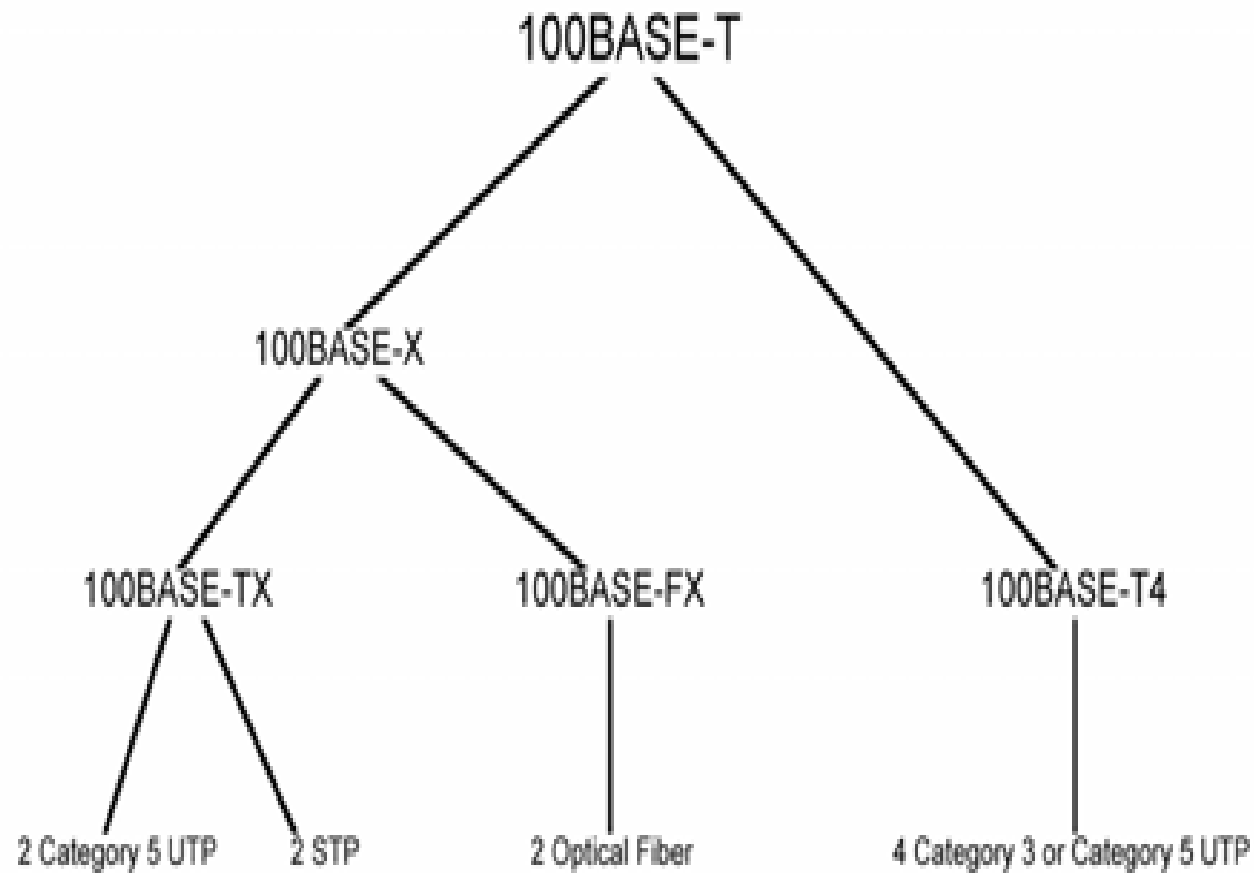 100BASE-T
100BASE-X
100BASE-TX
100BASE-FX
100BASE-T4
2 Category 5 UTP
2 STP
2 Optical Fiber
4 Category 3 or Category 5 UTP